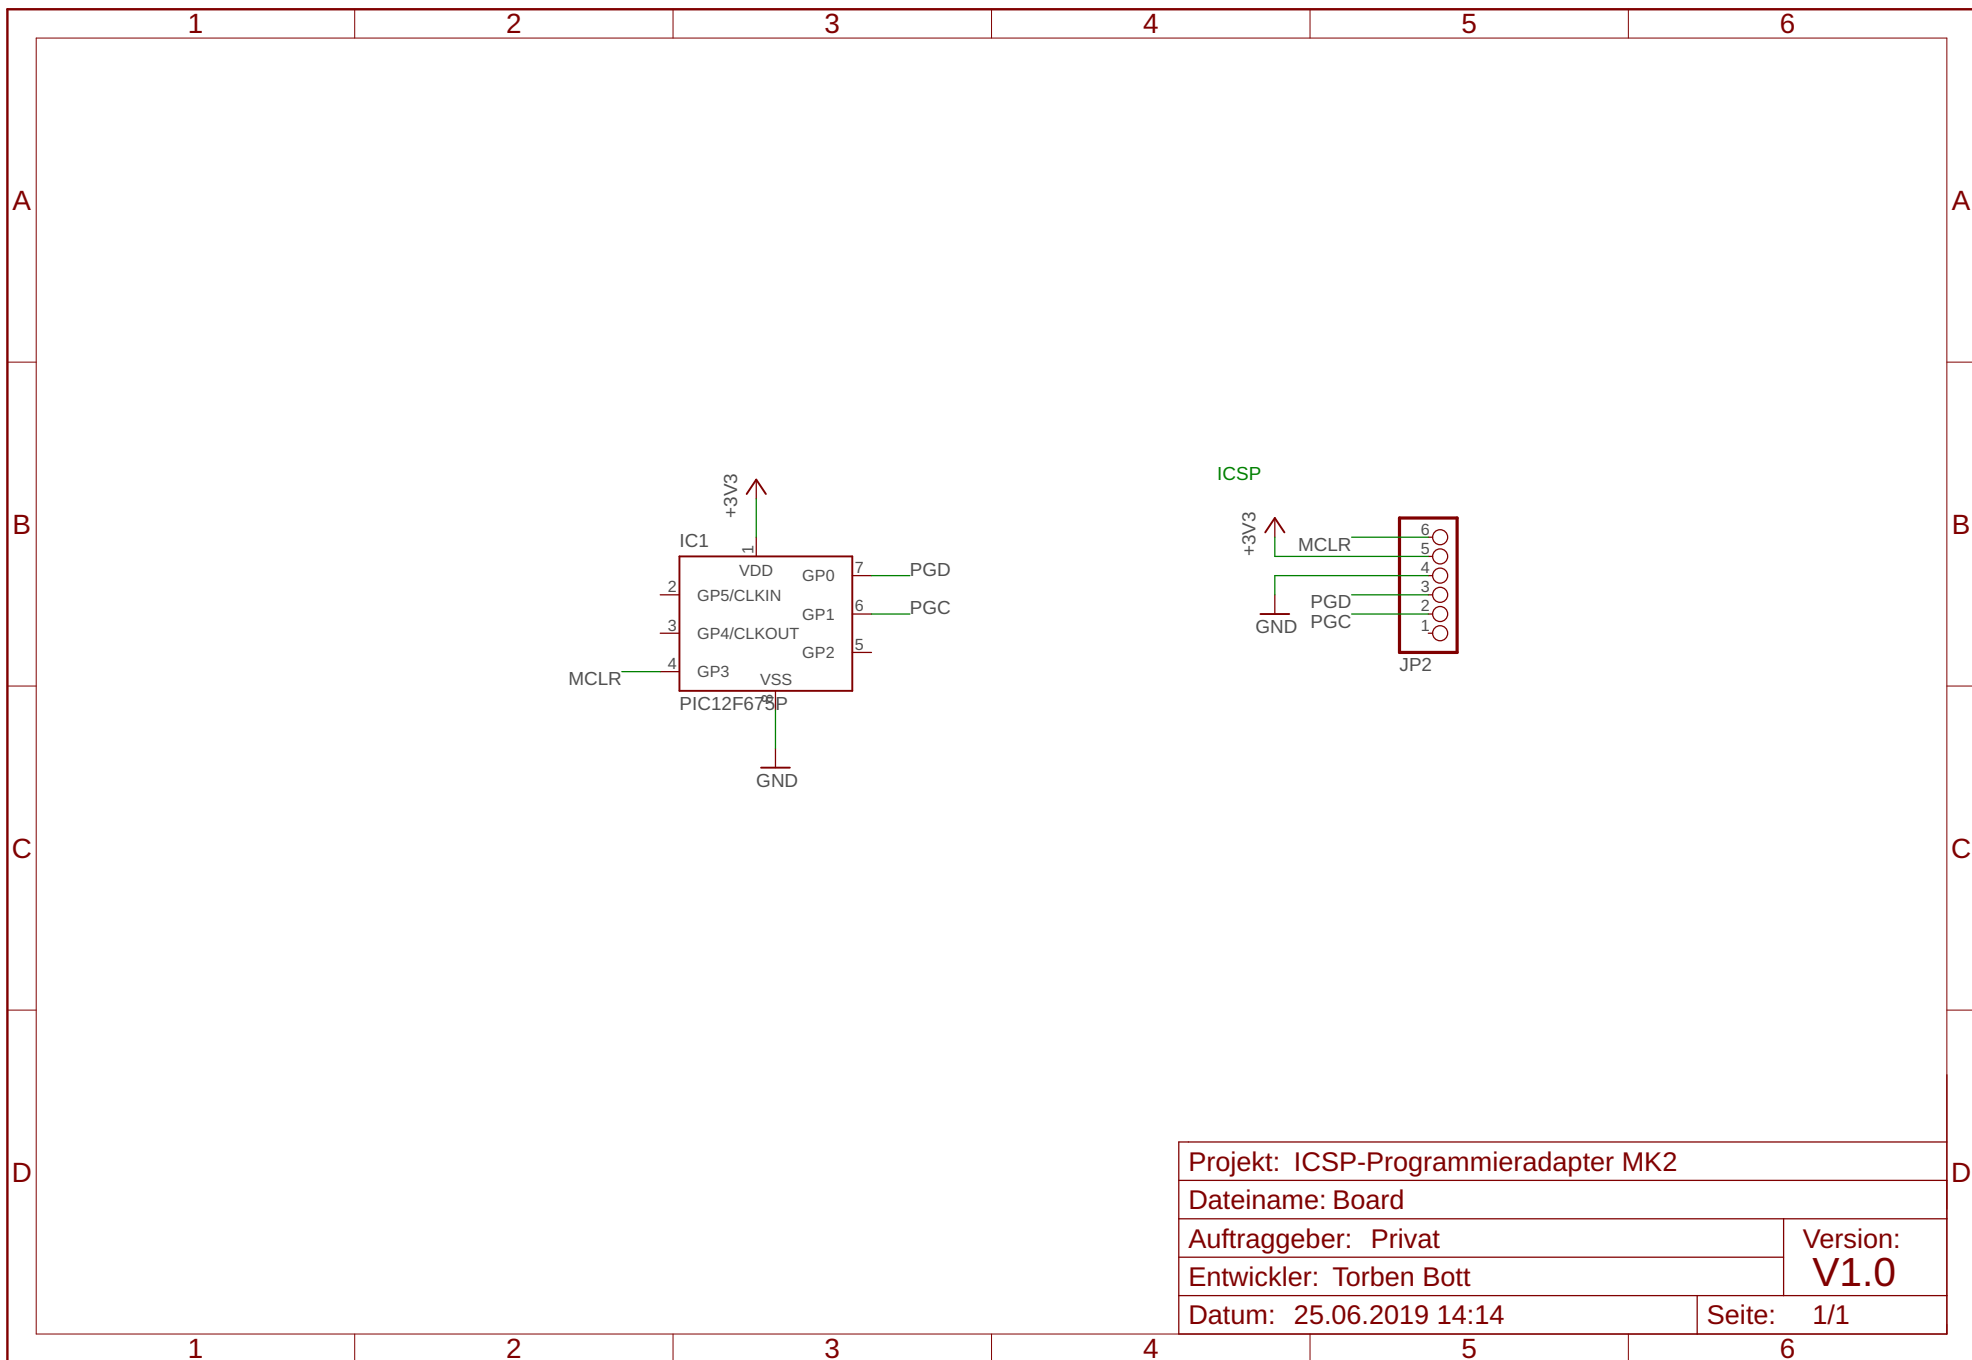 1 2 3 4 5 6
A A
ICSP
+3V3 +3V3
B B
IC1
1
VDD
GP0 7 PGD
2 GP5/CLKIN
GP1 6 PGC
3 GP4/CLKOUT
GP2 5
MCLR 4 GP3
VSS
8
PIC12F675P
GND
MCLR 6
5
4
PGD 3
PGC 2
1
GND
JP2
C C
D D
Projekt: ICSP-Programmieradapter MK2
Dateiname: Board
Auftraggeber: Privat
Entwickler: Torben Bott
Version:
V1.0
Datum: 25.06.2019 14:14
Seite: 1/1
1 2 3 4 5 6